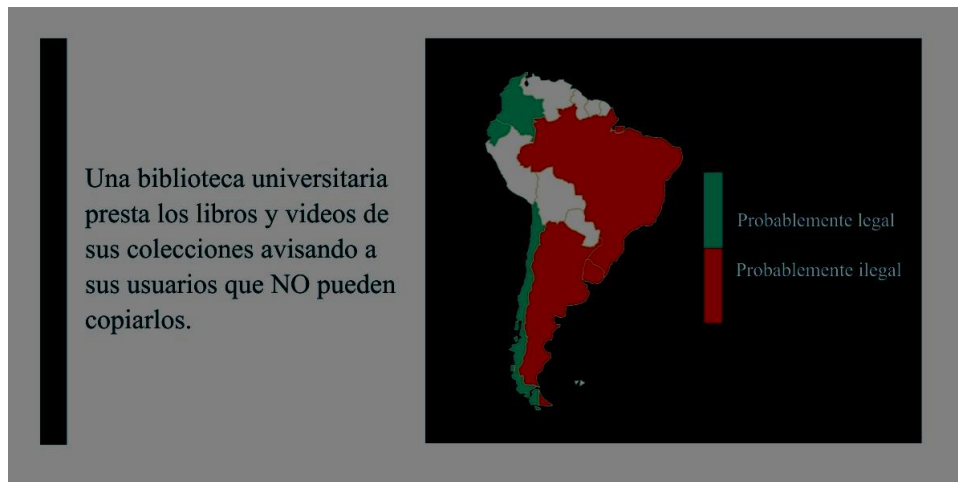 Una biblioteca universitaria
presta los libros y videos de
sus colecciones avisando a
sus usuarios que NO pueden
copiarlos.
Probablemente legal
Probablemente ilegal